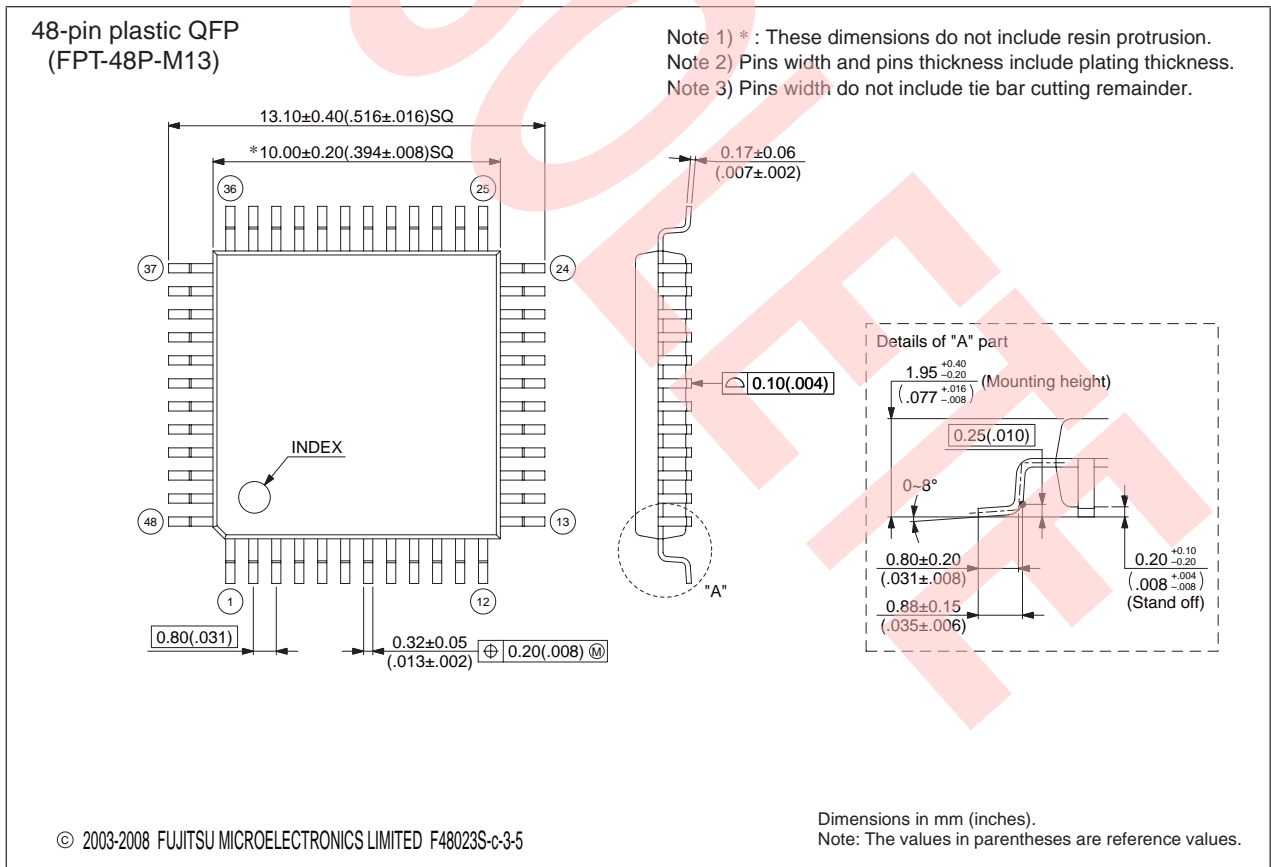 48-pin plastic QFP
(FPT-48P-M13)
Note 1) * : These dimensions do not include resin protrusion.
Note 2) Pins width and pins thickness include plating thickness.
Note 3) Pins width do not include tie bar cutting remainder.
13.10±0.40(.516±.016)SQ
*10.00±0.20(.394±.008)SQ
0.17±0.06
(.007±.002)
36
25
37
24
INDEX
48
13
1
12
0.10(.004)
"A"
0.80(.031)
0.32±0.05
(.013±.002)
⌖ 0.20(.008) Ⓜ
Details of "A" part
1.95 +0.40 –0.20 (Mounting height)
(.077 +.016 –.008)
0.25(.010)
0~8°
0.80±0.20
(.031±.008)
0.88±0.15
(.035±.006)
0.20 +0.10 –0.20
(.008 +.004 –.008)
(Stand off)
© 2003-2008 FUJITSU MICROELECTRONICS LIMITED F48023S-c-3-5
Dimensions in mm (inches).
Note: The values in parentheses are reference values.